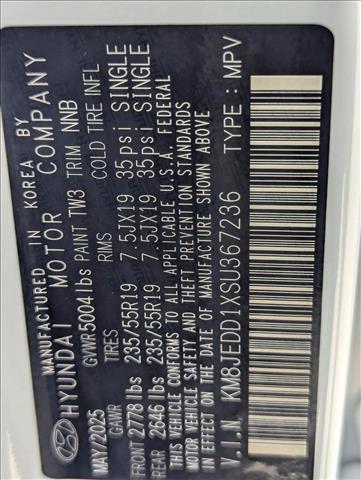 MANUFACTURED IN KOREA BY
HYUNDAI MOTOR COMPANY
MAY/2025 GVWR 5004 lbs PAINT TW3 TRIM NNB
GAWR TIRES RMS COLD TIRE INFL
FRONT 2778 lbs 235/55R19 7.5JX19 35psi SINGLE
REAR 2646 lbs 235/55R19 7.5JX19 35psi SINGLE
THIS VEHICLE CONFORMS TO ALL APPLICABLE U.S.A. FEDERAL
MOTOR VEHICLE SAFETY AND THEFT PREVENTION STANDARDS
IN EFFECT ON THE DATE OF MANUFACTURE SHOWN ABOVE
V.I.N. KM8JEDD1XSU367236 TYPE : MPV